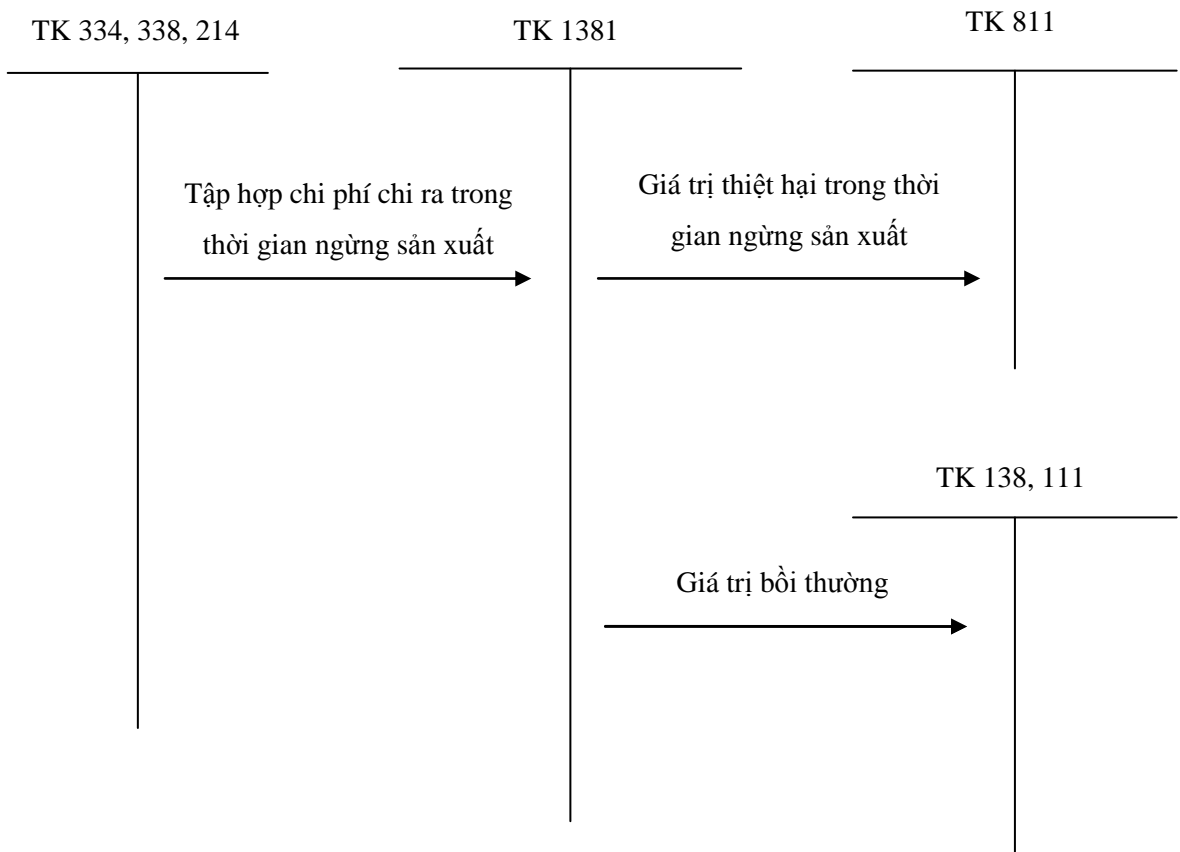 TK 334, 338, 214
TK 1381
TK 811
Tập hợp chi phí chi ra trong
thời gian ngừng sản xuất
Giá trị thiệt hại trong thời
gian ngừng sản xuất
TK 138, 111
Giá trị bồi thường